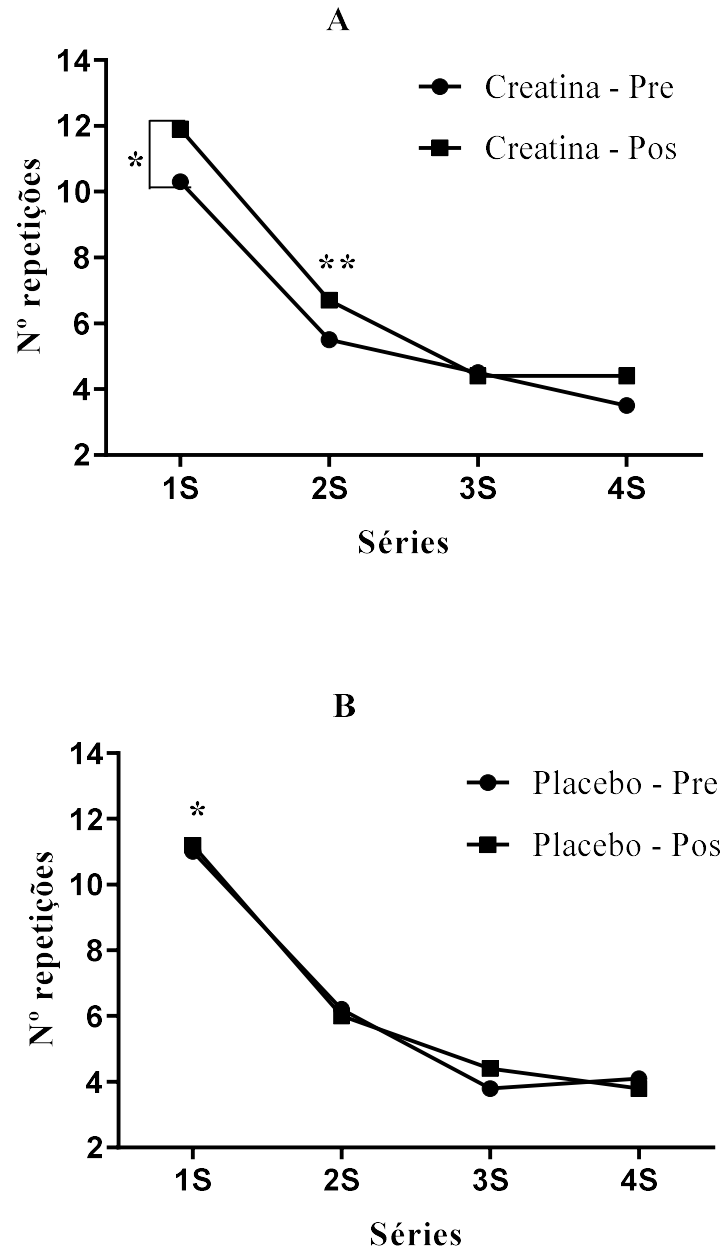 A
14
12
10
8
6
4
2
Nº repetições
*
**
Creatina - Pre
Creatina - Pos
1S 2S 3S 4S
Séries
B
14
12
10
8
6
4
2
Nº repetições
*
Placebo - Pre
Placebo - Pos
1S 2S 3S 4S
Séries